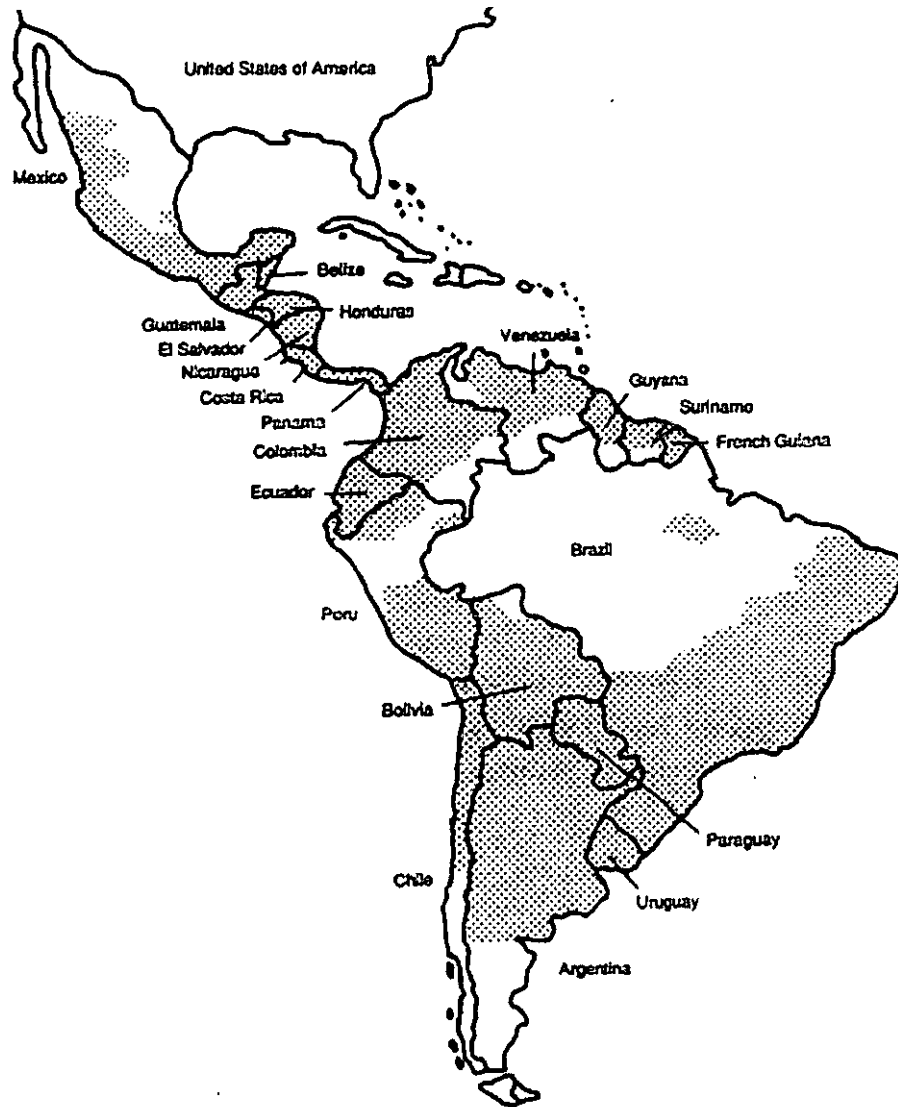 United States of America
Mexico
Belize
Honduras
Guatemala
El Salvador
Nicaragua
Costa Rica
Panama
Venezuela
Guyana
Suriname
French Guiana
Colombia
Ecuador
Brazil
Peru
Bolivia
Paraguay
Chile
Uruguay
Argentina